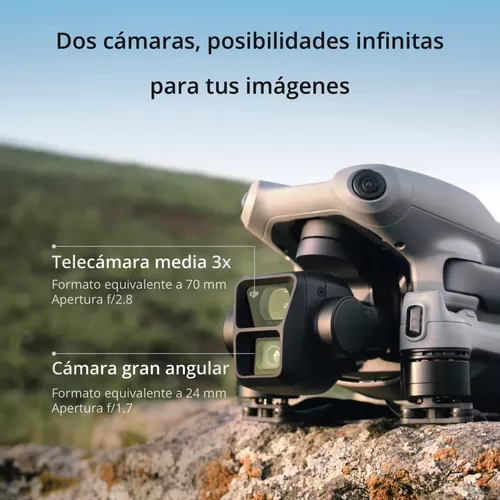 Dos cámaras, posibilidades infinitas
para tus imágenes
Telecámara media 3x
Formato equivalente a 70 mm
Apertura f/2.8
dji
Cámara gran angular
Formato equivalente a 24 mm
Apertura f/1.7